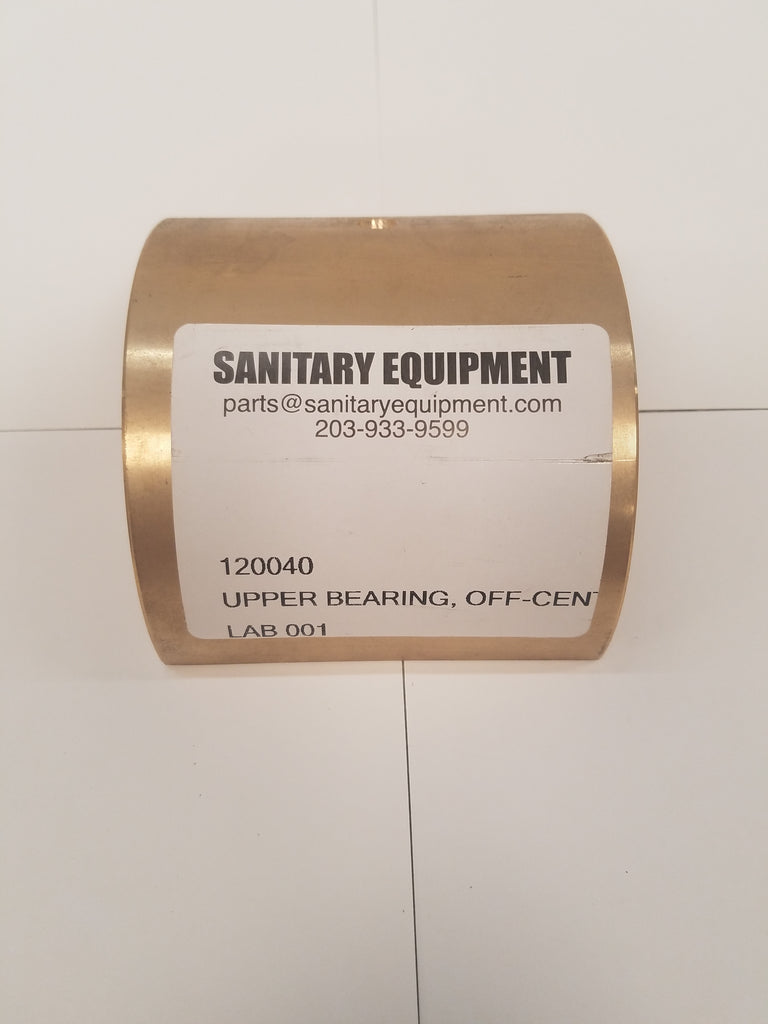 SANITARY EQUIPMENT
parts@sanitaryequipment.com
203-933-9599
120040
UPPER BEARING, OFF-CENT
LAB 001